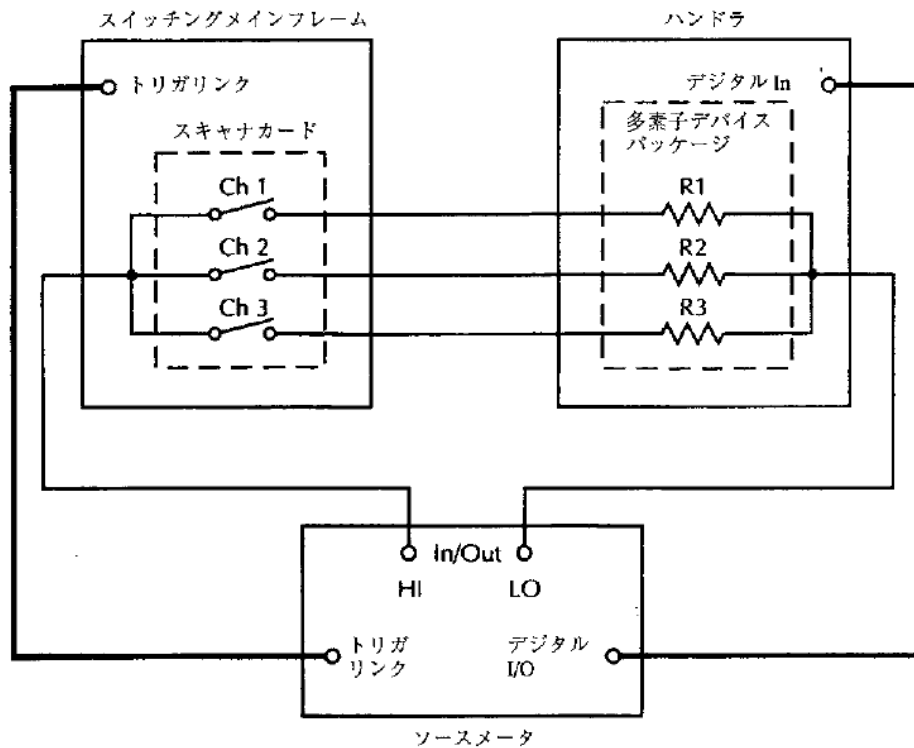 スイッチングメインフレーム
ハンドラ
トリガリンク
デジタル In
スキャナカード
多素子デバイス
パッケージ
Ch 1
R1
Ch 2
R2
Ch 3
R3
In/Out
HI
LO
トリガ
リンク
デジタル
I/O
ソースメータ